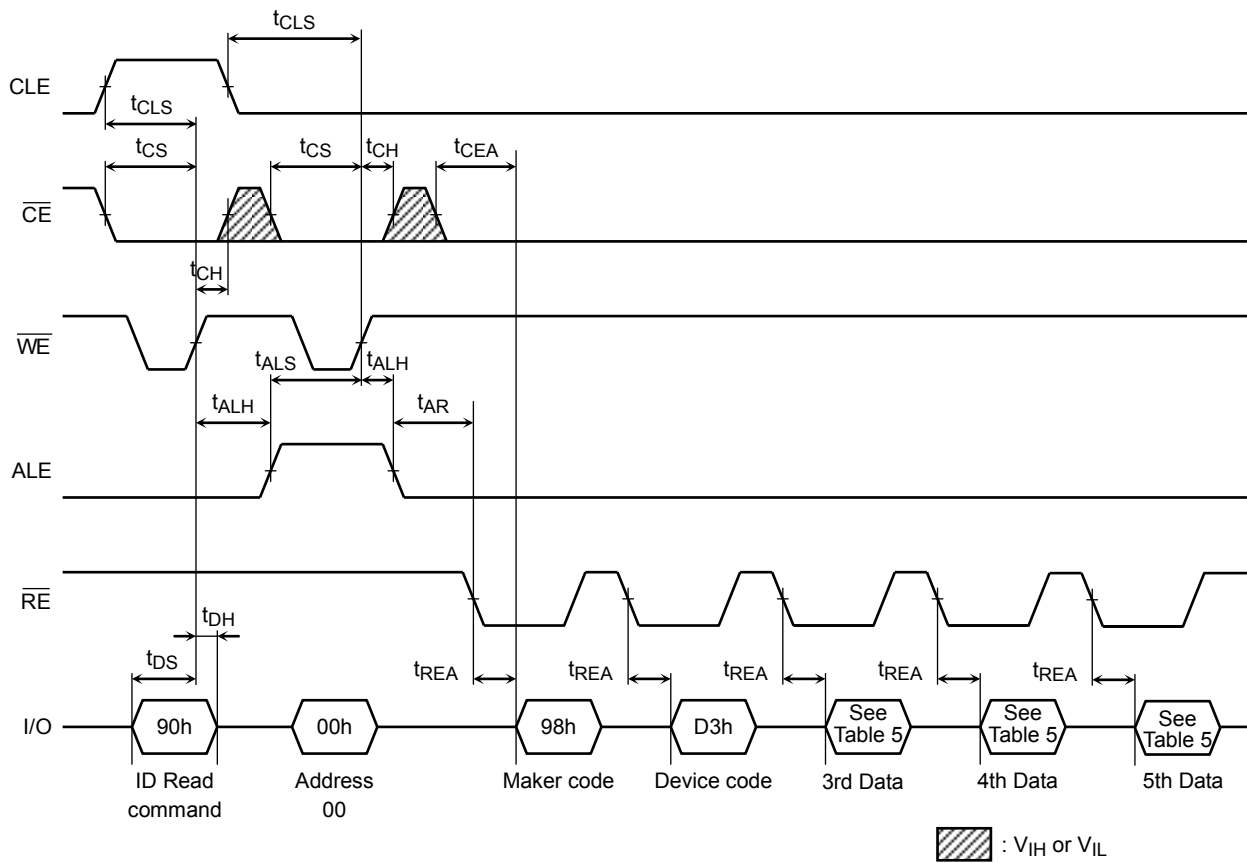 tCLS
CLE
tCLS
tCS tCS tCH tCEA
CE
tCH
WE
tALS tALH
tALH tAR
ALE
RE
tDH
tDS tREA tREA tREA tREA tREA
I/O 90h 00h 98h D3h See Table 5 See Table 5 See Table 5
ID Read command Address 00 Maker code Device code 3rd Data 4th Data 5th Data
: VIH or VIL